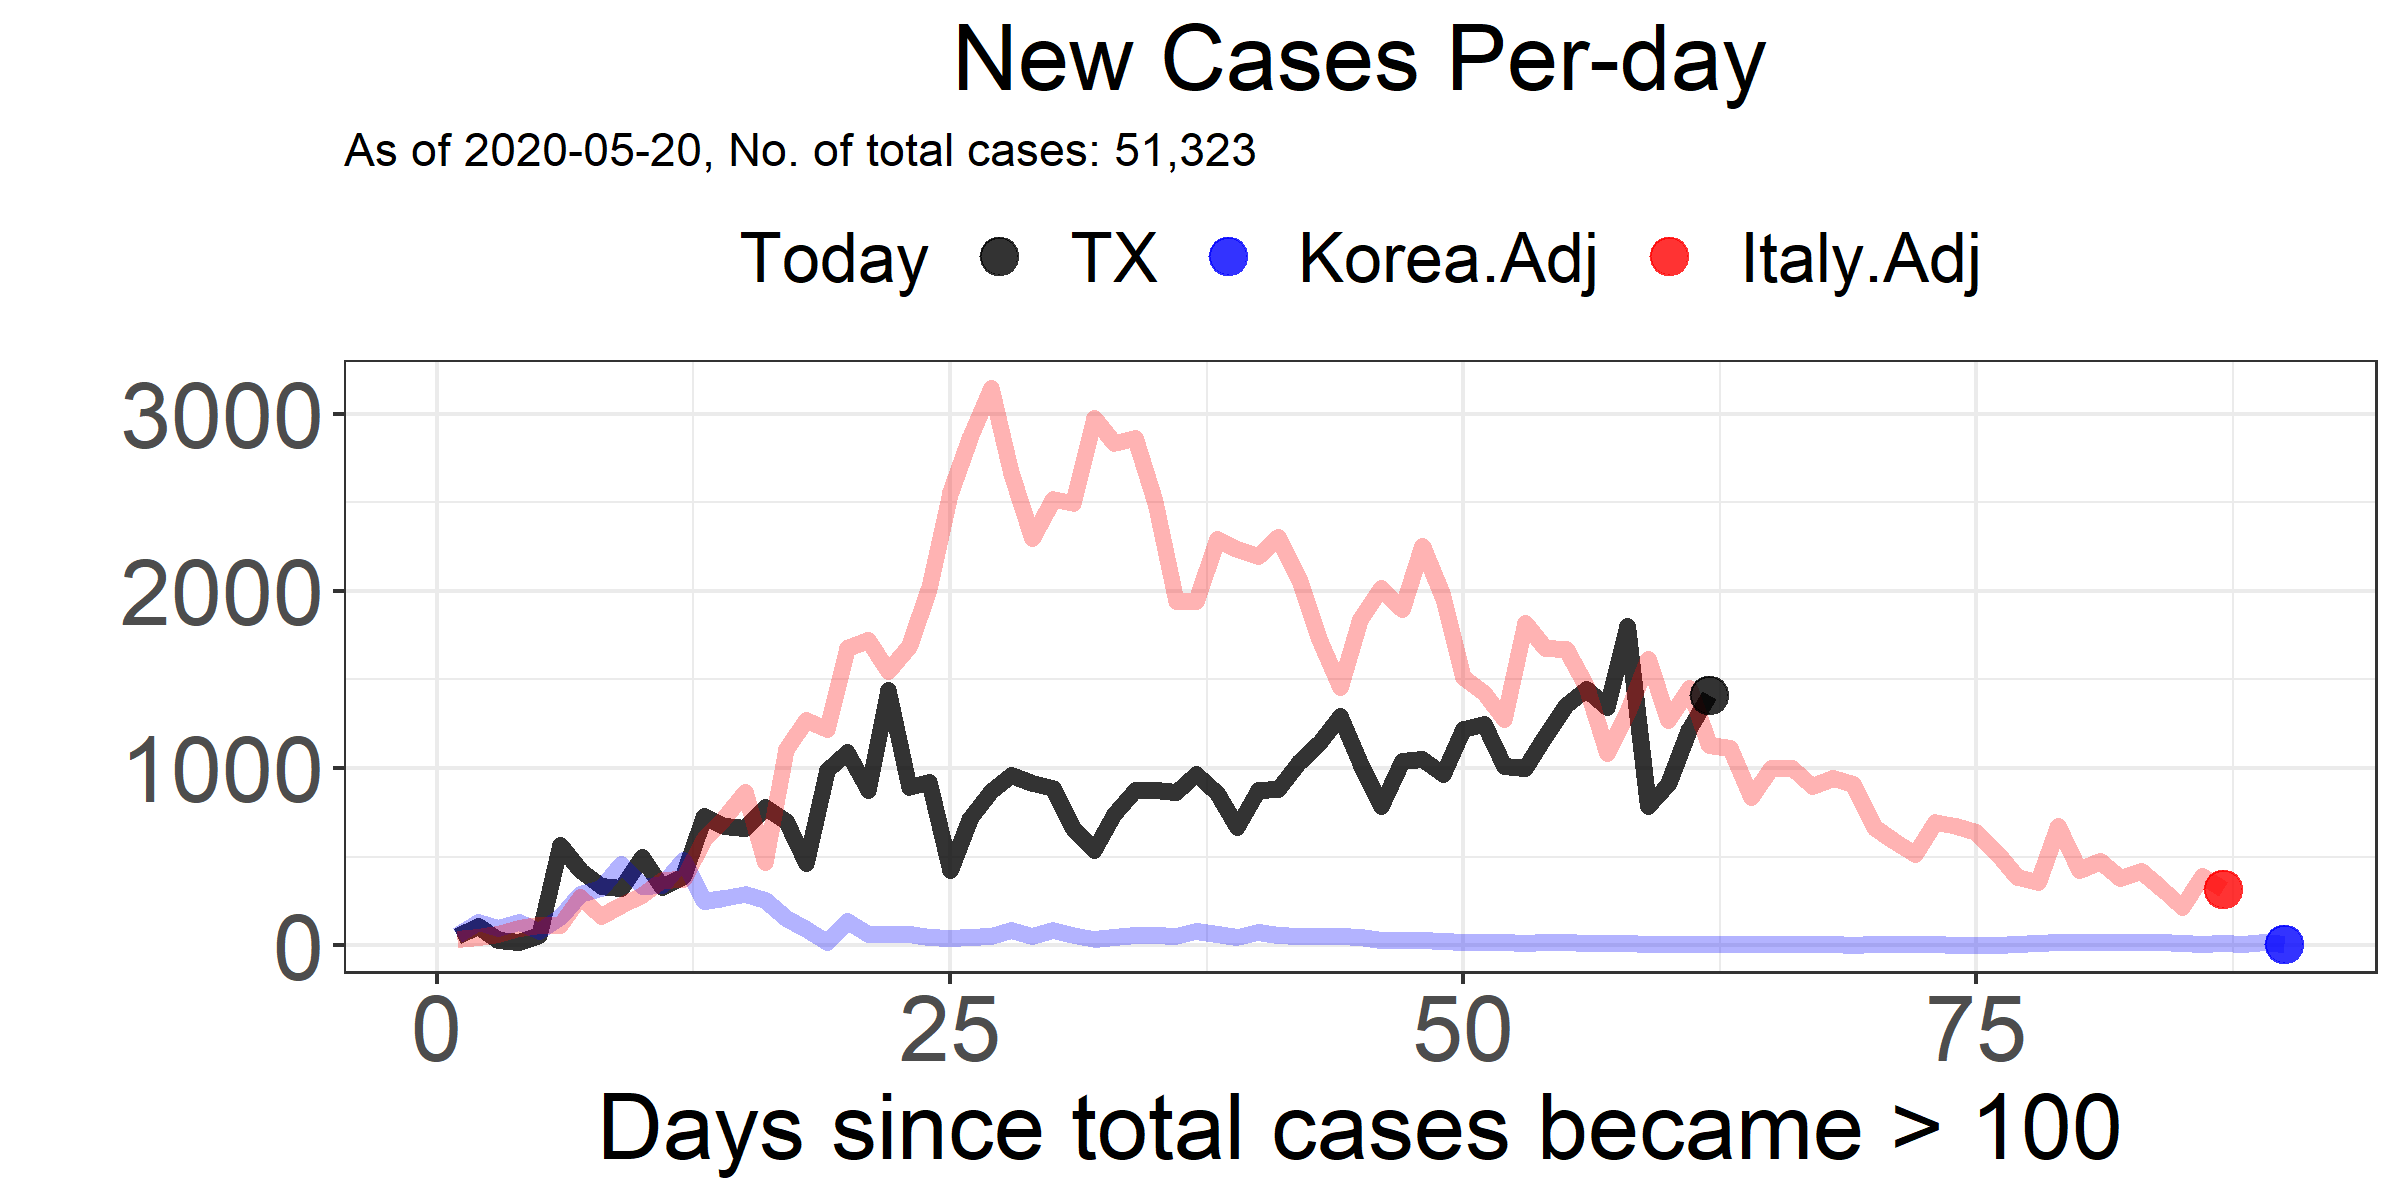 New Cases Per-day
As of 2020-05-20, No. of total cases: 51,323
Today TX Korea.Adj Italy.Adj
3000
2000
1000
0
0 25 50 75
Days since total cases became > 100